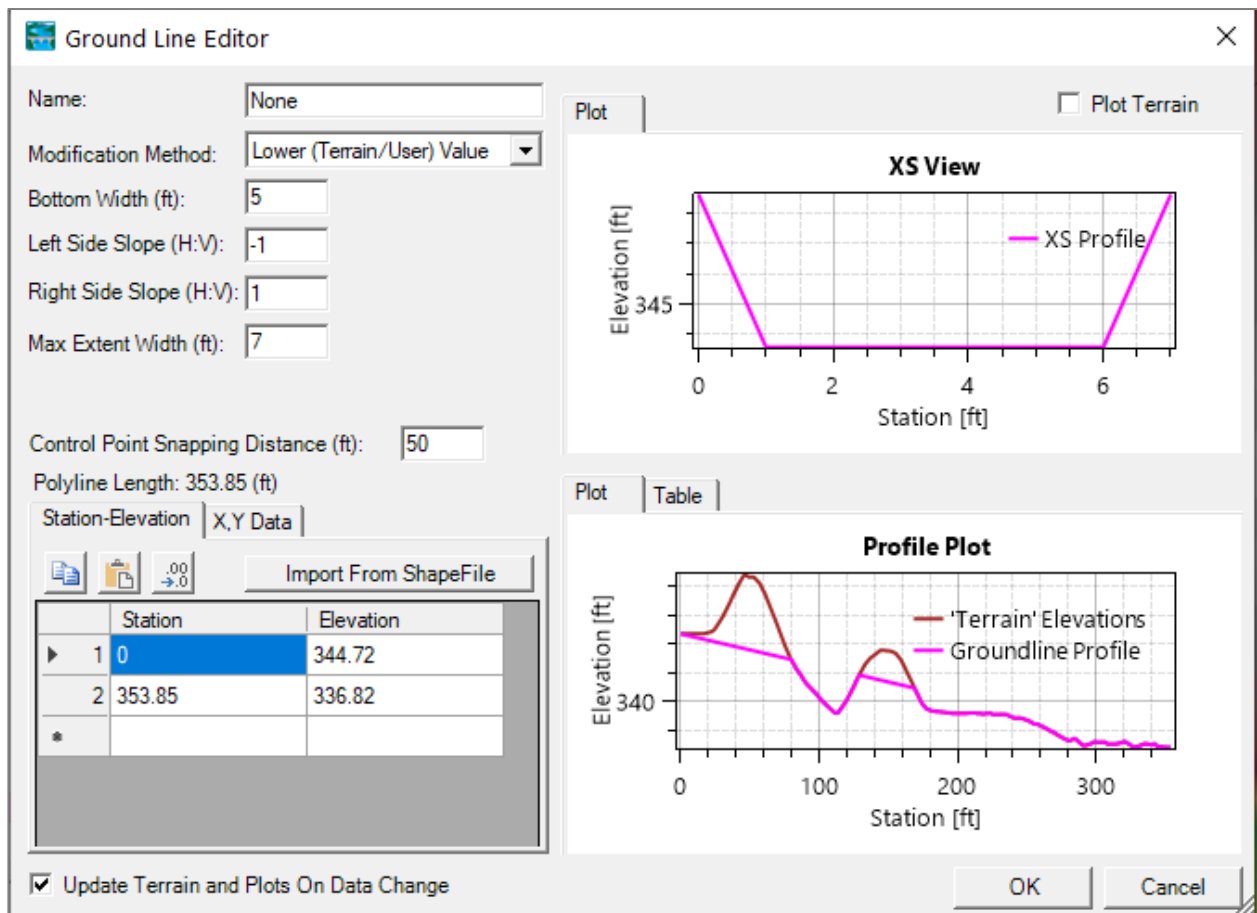 Ground Line Editor
Name: None
Modification Method: Lower (Terrain/User) Value
Bottom Width (ft): 5
Left Side Slope (H:V): -1
Right Side Slope (H:V): 1
Max Extent Width (ft): 7
Control Point Snapping Distance (ft): 50
Polyline Length: 353.85 (ft)
Station-Elevation X,Y Data
.00 →.0 Import From ShapeFile
Station Elevation
1 0 344.72
2 353.85 336.82
*
Update Terrain and Plots On Data Change
Plot Plot Terrain
XS View
Elevation [ft]
XS Profile
345
0 2 4 6
Station [ft]
Plot Table
Profile Plot
Elevation [ft]
'Terrain' Elevations
Groundline Profile
340
0 100 200 300
Station [ft]
OK Cancel